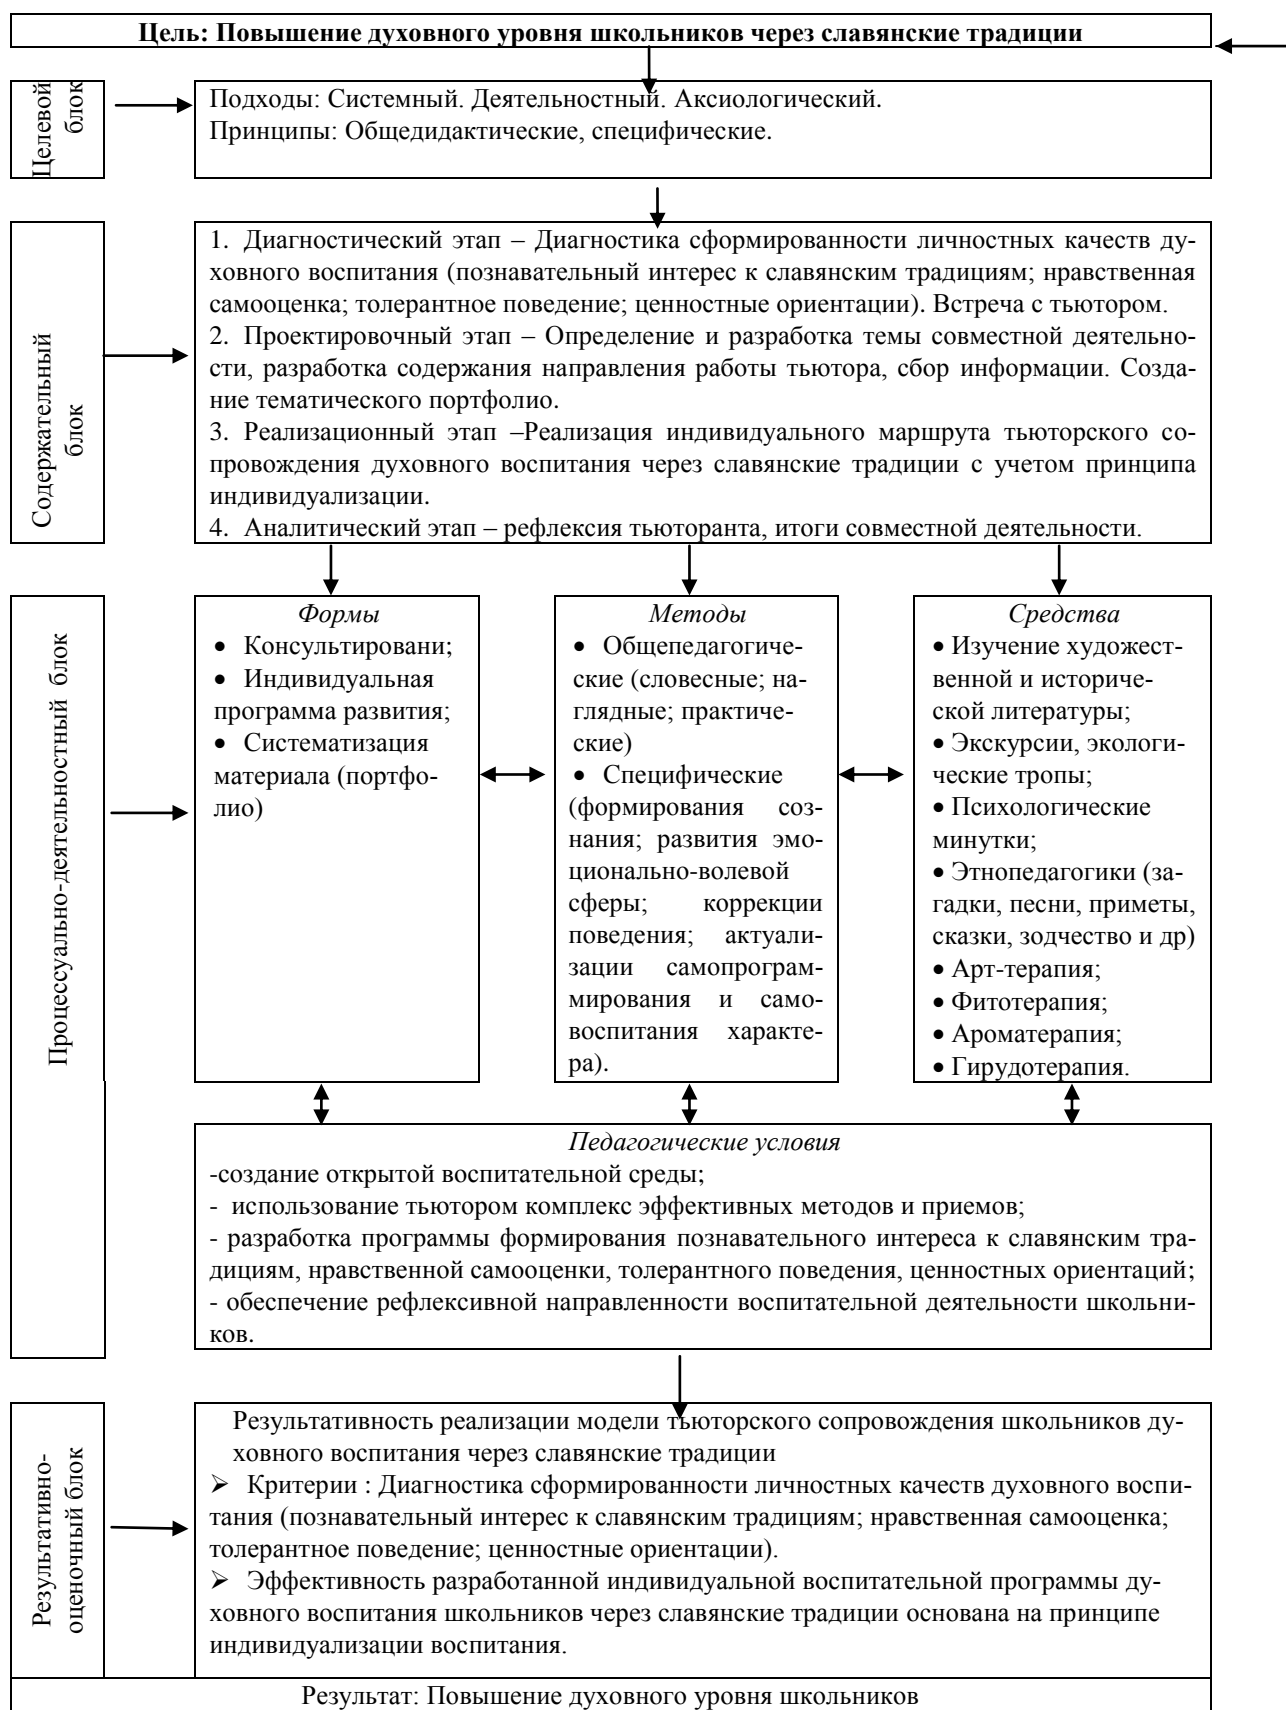 Цель: Повышение духовного уровня школьников через славянские традиции
Целевой
блок
Подходы: Системный. Деятельностный. Аксиологический.
Принципы: Общедидактические, специфические.
Содержательный
блок
1. Диагностический этап – Диагностика сформированности личностных качеств ду-
ховного воспитания (познавательный интерес к славянским традициям; нравственная
самооценка; толерантное поведение; ценностные ориентации). Встреча с тьютором.
2. Проектировочный этап – Определение и разработка темы совместной деятельно-
сти, разработка содержания направления работы тьютора, сбор информации. Созда-
ние тематического портфолио.
3. Реализационный этап –Реализация индивидуального маршрута тьюторского со-
провождения духовного воспитания через славянские традиции с учетом принципа
индивидуализации.
4. Аналитический этап – рефлексия тьюторанта, итоги совместной деятельности.
Процессуально-деятельностный блок
Формы
• Консультировани;
• Индивидуальная
программа развития;
• Систематизация
материала (портфо-
лио)
Методы
• Общепедагогиче-
ские (словесные; на-
глядные; практиче-
ские)
• Специфические
(формирования соз-
нания; развития эмо-
ционально-волевой
сферы; коррекции
поведения; актуали-
зации самопрограм-
мирования и само-
воспитания характе-
ра).
Средства
• Изучение художест-
венной и историче-
ской литературы;
• Экскурсии, экологи-
ческие тропы;
• Психологические
минутки;
• Этнопедагогики (за-
гадки, песни, приметы,
сказки, зодчество и др)
• Арт-терапия;
• Фитотерапия;
• Ароматерапия;
• Гирудотерапия.
Педагогические условия
-создание открытой воспитательной среды;
- использование тьютором комплекс эффективных методов и приемов;
- разработка программы формирования познавательного интереса к славянским тра-
дициям, нравственной самооценки, толерантного поведения, ценностных ориентаций;
- обеспечение рефлексивной направленности воспитательной деятельности школьни-
ков.
Результативно-
оценочный блок
Результативность реализации модели тьюторского сопровождения школьников ду-
ховного воспитания через славянские традиции
➢ Критерии : Диагностика сформированности личностных качеств духовного воспи-
тания (познавательный интерес к славянским традициям; нравственная самооценка;
толерантное поведение; ценностные ориентации).
➢ Эффективность разработанной индивидуальной воспитательной программы ду-
ховного воспитания школьников через славянские традиции основана на принципе
индивидуализации воспитания.
Результат: Повышение духовного уровня школьников